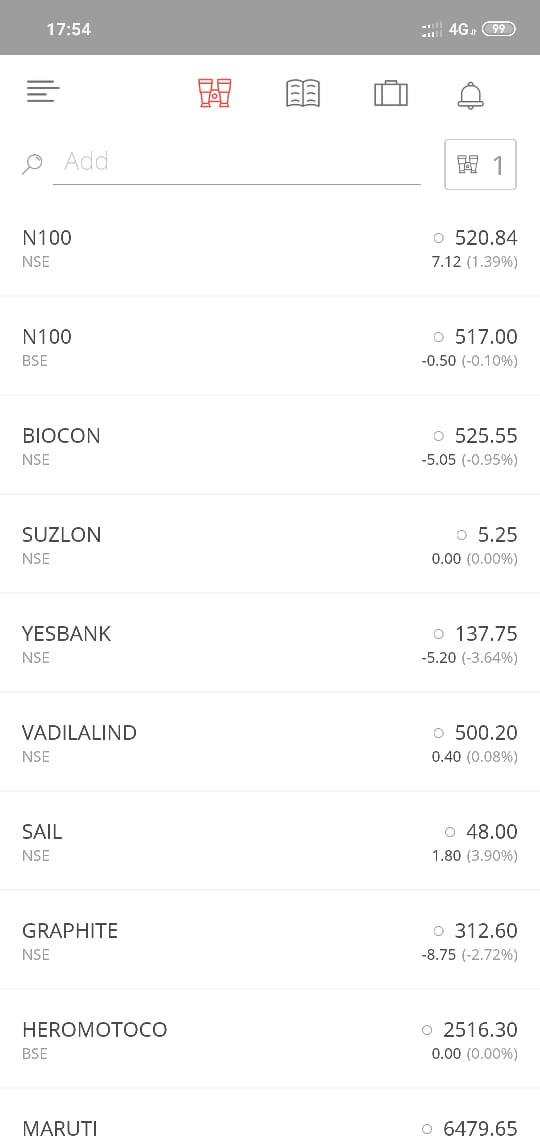 17:54
4G
99
Add
1
N100
520.84
NSE
7.12 (1.39%)
N100
517.00
BSE
-0.50 (-0.10%)
BIOCON
525.55
NSE
-5.05 (-0.95%)
SUZLON
5.25
NSE
0.00 (0.00%)
YESBANK
137.75
NSE
-5.20 (-3.64%)
VADILALIND
500.20
NSE
0.40 (0.08%)
SAIL
48.00
NSE
1.80 (3.90%)
GRAPHITE
312.60
NSE
-8.75 (-2.72%)
HEROMOTOCO
2516.30
BSE
0.00 (0.00%)
MARUTI
6479.65